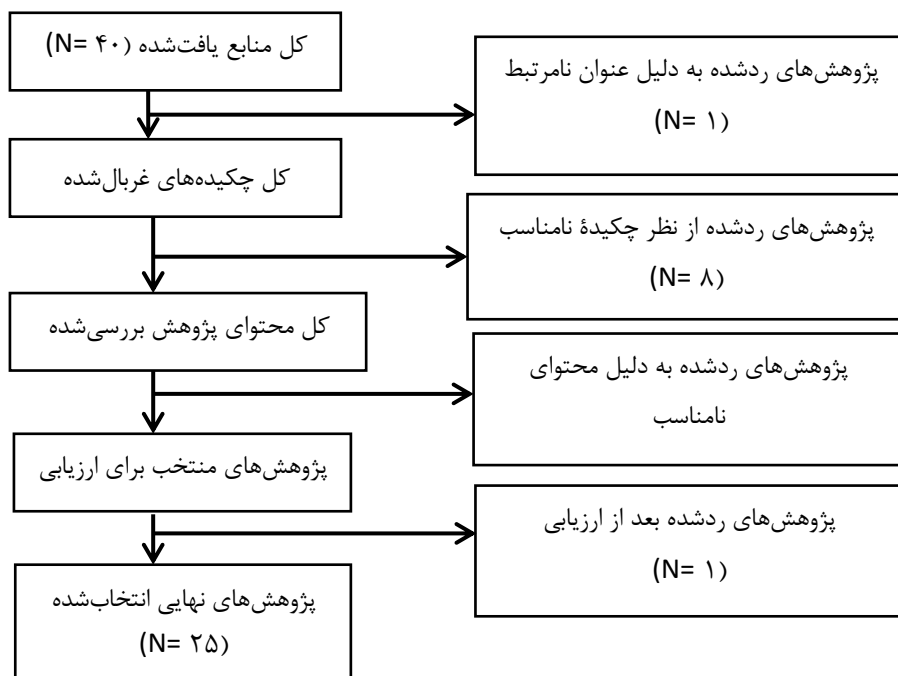 کل منابع یافت‌شده (N= ۴۰)
پژوهش‌های ردشده به دلیل عنوان نامرتبط
(N= ۱)
کل چکیده‌های غربال‌شده
پژوهش‌های ردشده از نظر چکیدۀ نامناسب
(N= ۸)
کل محتوای پژوهش بررسی‌شده
پژوهش‌های ردشده به دلیل محتوای
نامناسب
پژوهش‌های منتخب برای ارزیابی
پژوهش‌های ردشده بعد از ارزیابی
(N= ۱)
پژوهش‌های نهایی انتخاب‌شده
(N= ۲۵)